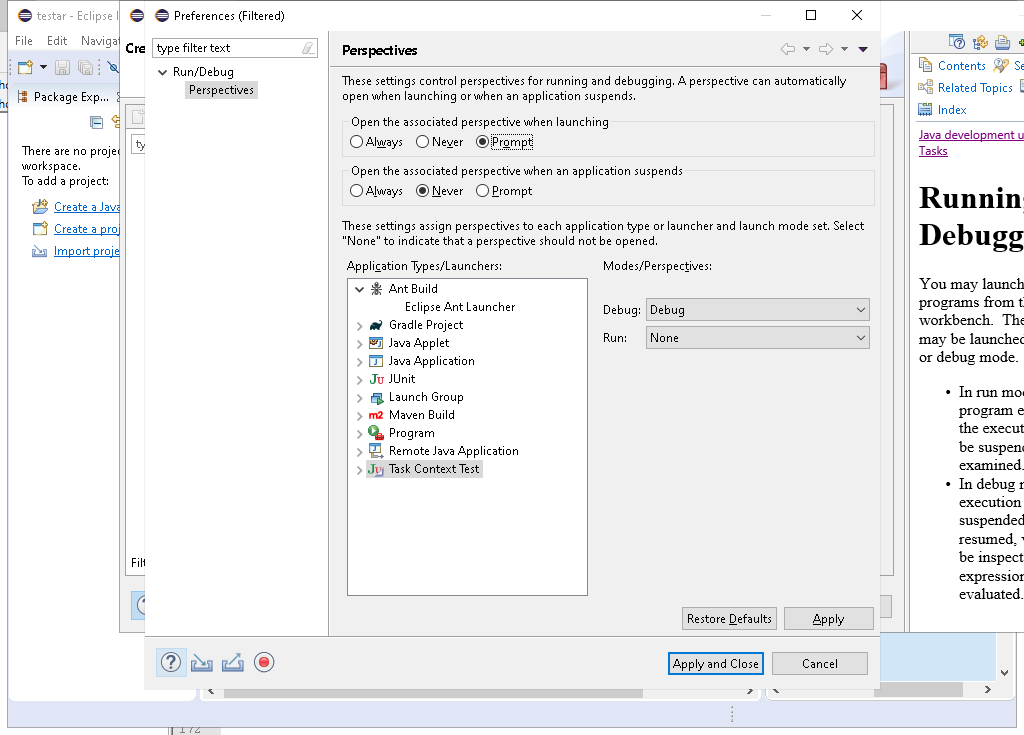 testar - Eclipse I
File Edit Navigat
Package Exp...
There are no projec
workspace.
To add a project:
Create a Java
Create a proj
Import proje
Cre
ty
Filt
Preferences (Filtered)
type filter text
Run/Debug
Perspectives
Perspectives
These settings control perspectives for running and debugging. A perspective can automatically
open when launching or when an application suspends.
Open the associated perspective when launching
Always Never Prompt
Open the associated perspective when an application suspends
Always Never Prompt
These settings assign perspectives to each application type or launcher and launch mode set. Select
"None" to indicate that a perspective should not be opened.
Application Types/Launchers:
Ant Build
Eclipse Ant Launcher
Gradle Project
Java Applet
Java Application
Ju JUnit
Launch Group
m2 Maven Build
Program
Remote Java Application
Ju Task Context Test
Modes/Perspectives:
Debug: Debug
Run: None
Restore Defaults Apply
Apply and Close Cancel
Contents Se
Related Topics
Index
Java development u
Tasks
Running
Debugg
You may launch
programs from th
workbench. The
may be launched
or debug mode.
• In run mod
program e
the execut
be suspend
examined.
• In debug m
execution
suspended
resumed, v
be inspect
expression
evaluated.
172